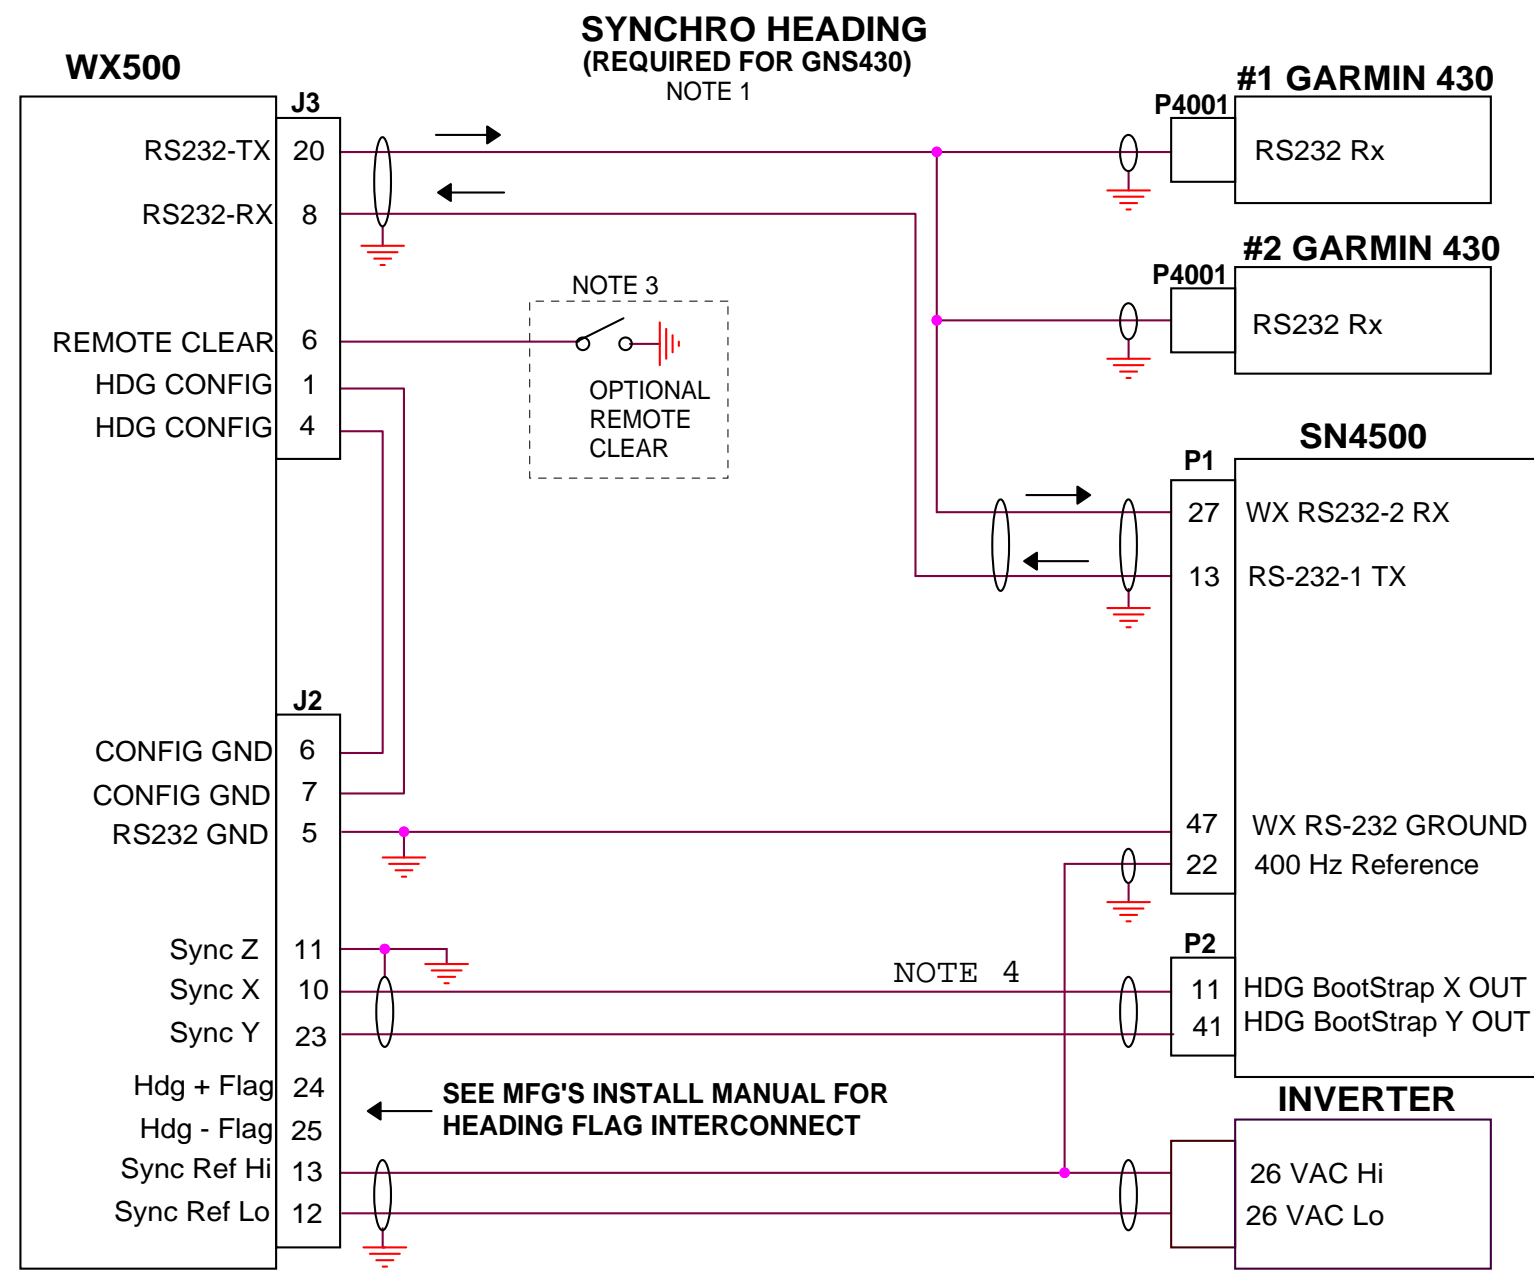 SYNCHRO HEADING
(REQUIRED FOR GNS430)
NOTE 1
WX500
J3
RS232-TX 20
RS232-RX 8
REMOTE CLEAR 6
HDG CONFIG 1
HDG CONFIG 4
NOTE 3
OPTIONAL
REMOTE
CLEAR
#1 GARMIN 430
P4001
RS232 Rx
#2 GARMIN 430
P4001
RS232 Rx
SN4500
P1
27 WX RS232-2 RX
13 RS-232-1 TX
47 WX RS-232 GROUND
22 400 Hz Reference
J2
CONFIG GND 6
CONFIG GND 7
RS232 GND 5
Sync Z 11
Sync X 10
Sync Y 23
Hdg + Flag 24
Hdg - Flag 25
Sync Ref Hi 13
Sync Ref Lo 12
NOTE 4
SEE MFG'S INSTALL MANUAL FOR
HEADING FLAG INTERCONNECT
P2
11 HDG BootStrap X OUT
41 HDG BootStrap Y OUT
INVERTER
26 VAC Hi
26 VAC Lo